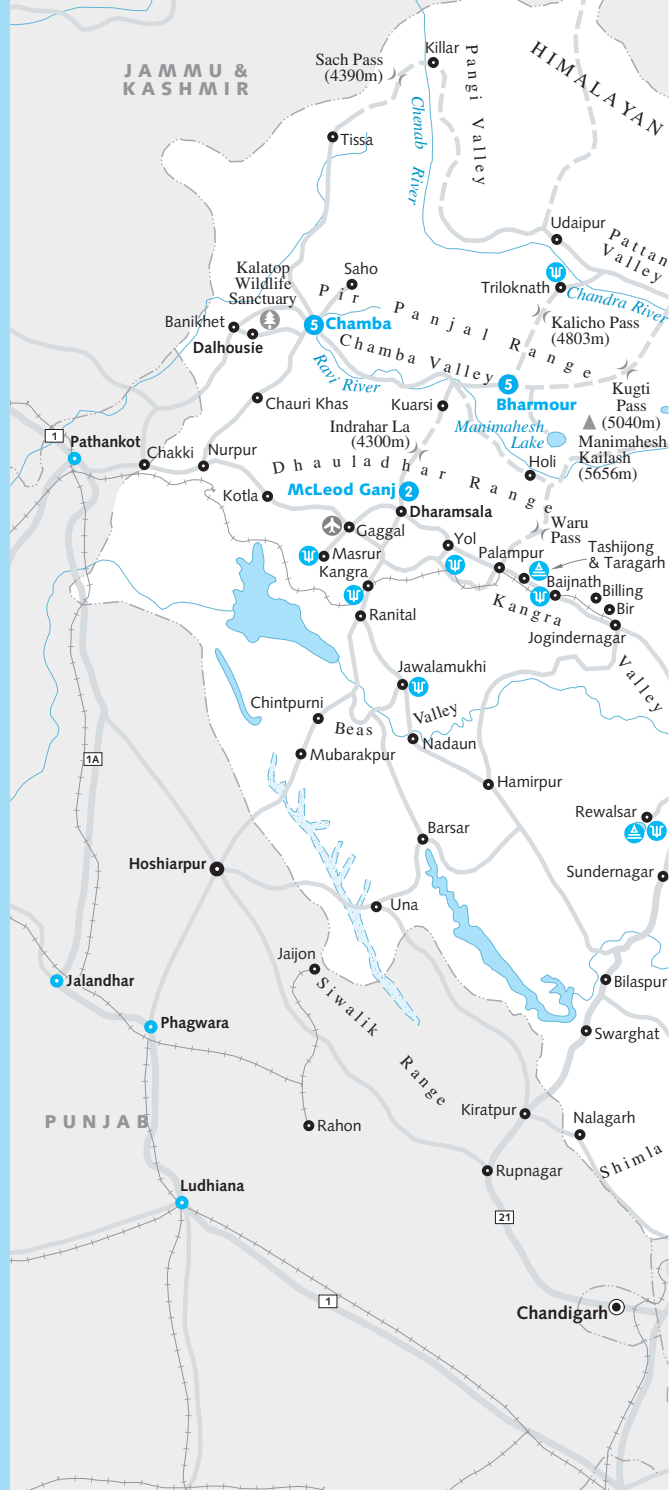 JAMMU &
KASHMIR
Sach Pass
(4390m)
Killar
Pangi Valley
HIMALAYAN
Chenab River
Tissa
Udaipur
Pattan
Valley
Kalatop
Wildlife
Sanctuary
Saho
Triloknath
Chandra River
Pir Panjal Range
Kalicho Pass
(4803m)
Banikhet
5 Chamba
Dalhousie
Chamba Valley
Ravi River
5
Bharmour
Kugti
Pass
(5040m)
Chauri Khas
Kuarsi
Manimahesh
Lake
Manimahesh
Kailash
(5656m)
Indrahar La
(4300m)
1
Pathankot
Chakki
Nurpur
Dhauladhar Range
Holi
Kotla
McLeod Ganj 2
Dharamsala
Waru
Pass
Gaggal
Yol
Palampur
Tashijong
& Taragarh
Masrur
Kangra
Baijnath
Billing
Bir
Kangra
Valley
Ranital
Jogindernagar
Jawalamukhi
Chintpurni
Beas Valley
Nadaun
Mubarakpur
1A
Hamirpur
Rewalsar
Barsar
Hoshiarpur
Sundernagar
Una
Jaijon
Jalandhar
Siwalik Range
Bilaspur
Phagwara
Swarghat
PUNJAB
Kiratpur
Rahon
Nalagarh
Shimla
Rupnagar
Ludhiana
21
1
Chandigarh